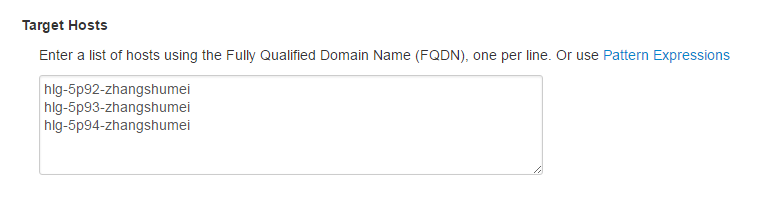 Target Hosts
Enter a list of hosts using the Fully Qualified Domain Name (FQDN), one per line. Or use Pattern Expressions
hlg-5p92-zhangshumei
hlg-5p93-zhangshumei
hlg-5p94-zhangshumei